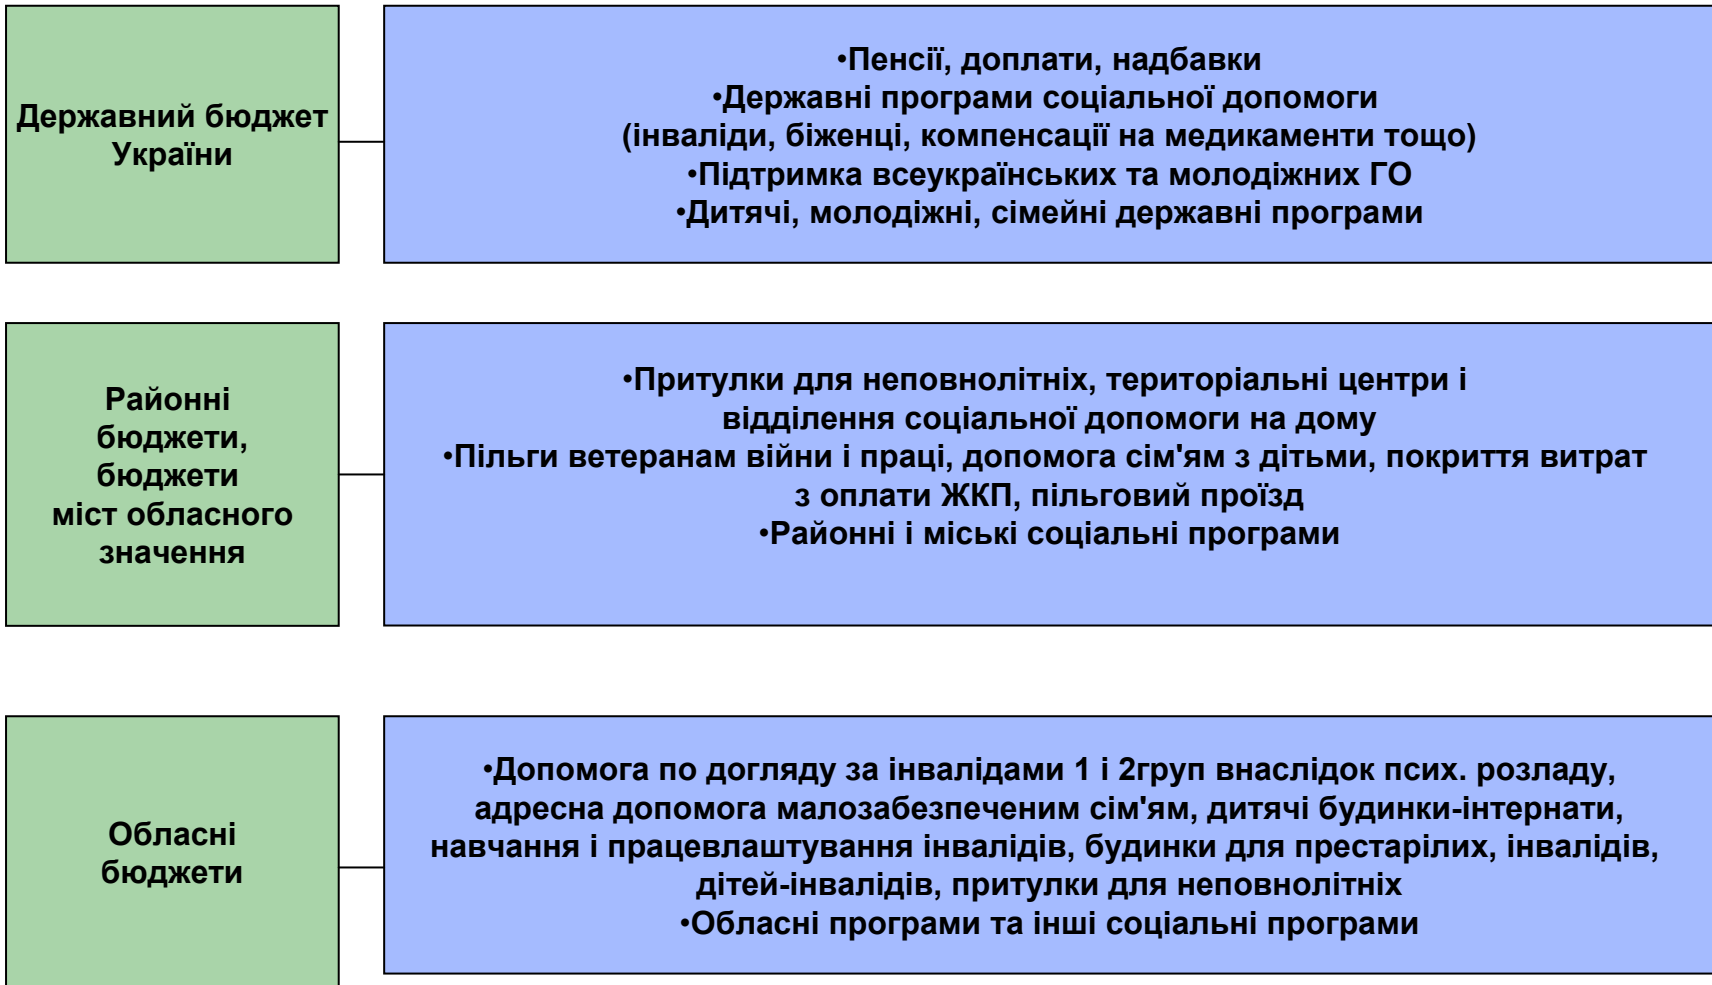 Державний бюджет
України
•Пенсії, доплати, надбавки
•Державні програми соціальної допомоги
(інваліди, біженці, компенсації на медикаменти тощо)
•Підтримка всеукраїнських та молодіжних ГО
•Дитячі, молодіжні, сімейні державні програми
Районні
бюджети,
бюджети
міст обласного
значення
•Притулки для неповнолітніх, територіальні центри і
відділення соціальної допомоги на дому
•Пільги ветеранам війни і праці, допомога сім'ям з дітьми, покриття витрат
з оплати ЖКП, пільговий проїзд
•Районні і міські соціальні програми
Обласні
бюджети
•Допомога по догляду за інвалідами 1 і 2груп внаслідок псих. розладу,
адресна допомога малозабезпеченим сім'ям, дитячі будинки-інтернати,
навчання і працевлаштування інвалідів, будинки для престарілих, інвалідів,
дітей-інвалідів, притулки для неповнолітніх
•Обласні програми та інші соціальні програми